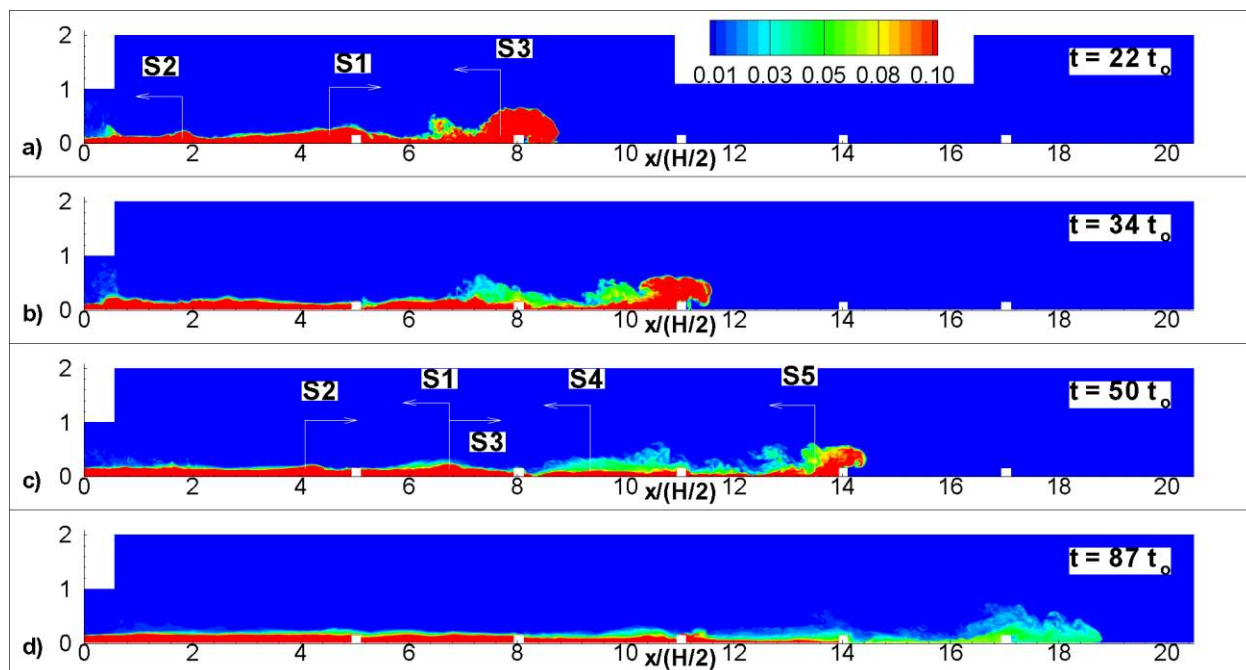 2
1
0
S2
S1
S3
0.01 0.03 0.05 0.08 0.10
t = 22 t o
a)
0 2 4 6 8 10 12 14 16 18 20
x/(H/2)
2
1
0
t = 34 t o
b)
0 2 4 6 8 10 12 14 16 18 20
x/(H/2)
2
1
0
S2
S1
S3
S4
S5
t = 50 t o
c)
0 2 4 6 8 10 12 14 16 18 20
x/(H/2)
2
1
0
t = 87 t o
d)
0 2 4 6 8 10 12 14 16 18 20
x/(H/2)